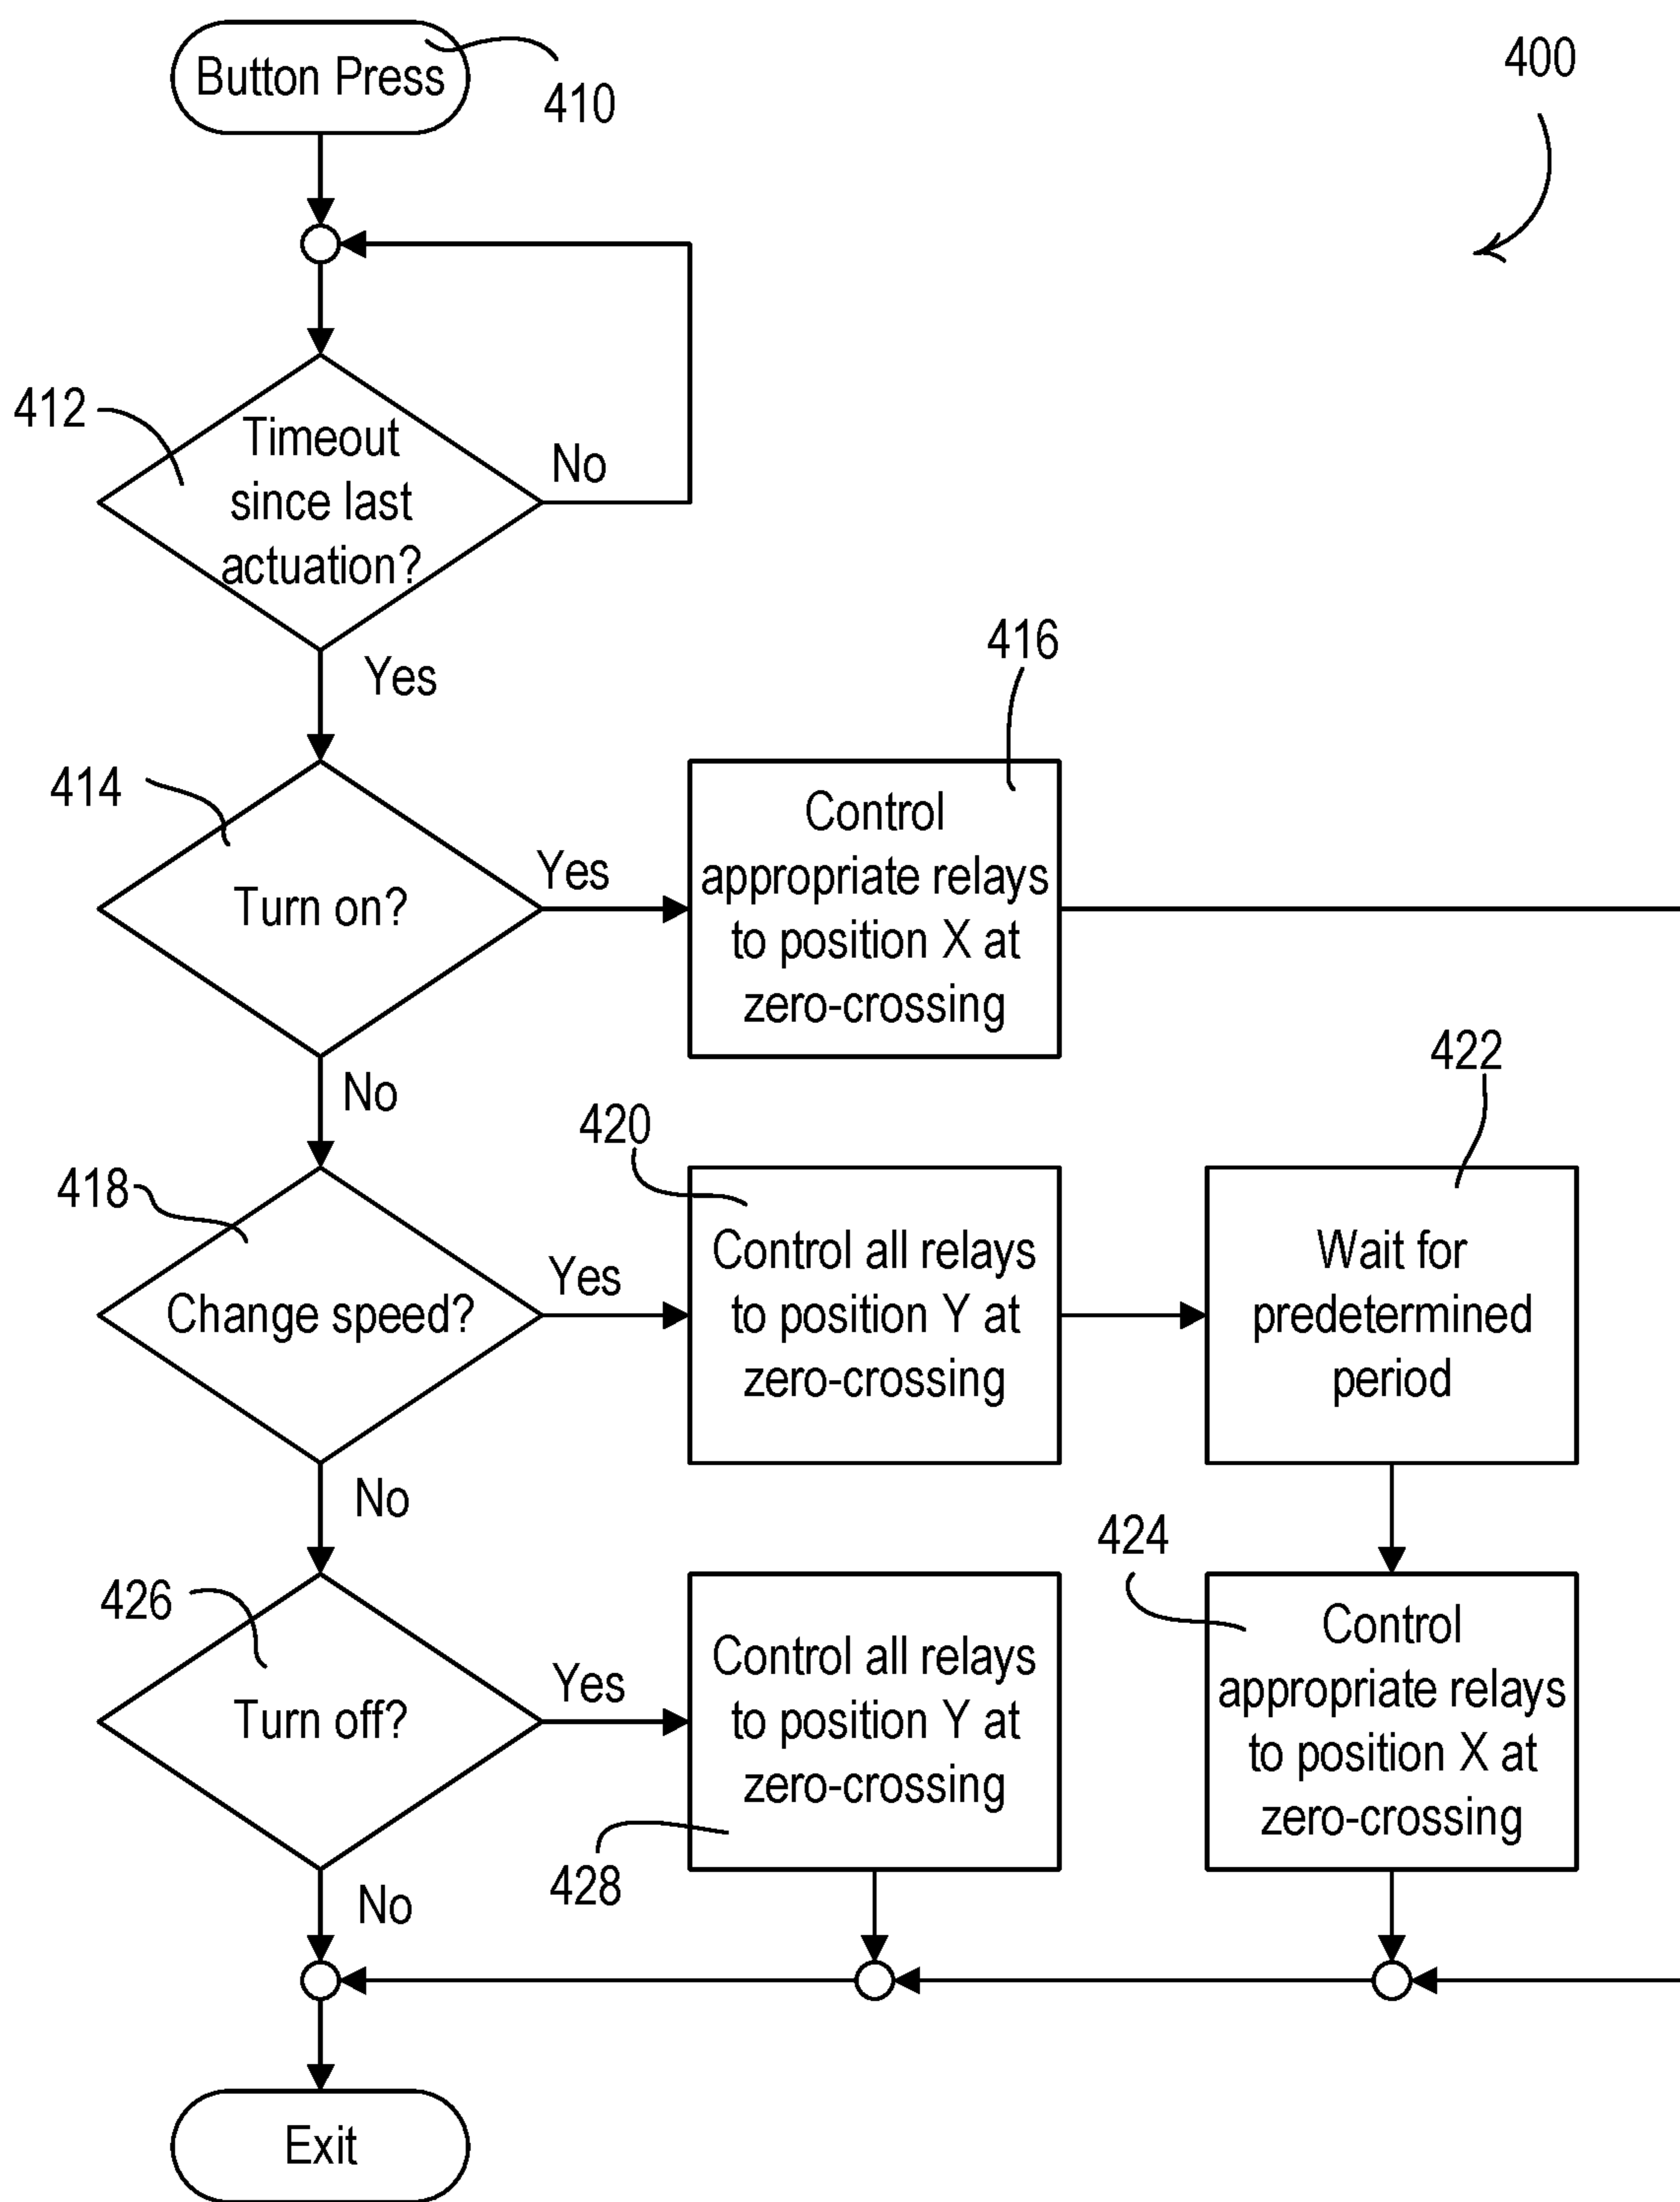 Button Press
410
400
412
Timeout
since last
actuation?
No
Yes
414
Turn on?
Yes
416
Control
appropriate relays
to position X at
zero-crossing
No
418
Change speed?
Yes
420
Control all relays
to position Y at
zero-crossing
422
Wait for
predetermined
period
No
426
Turn off?
Yes
Control all relays
to position Y at
zero-crossing
428
424
Control
appropriate relays
to position X at
zero-crossing
No
Exit